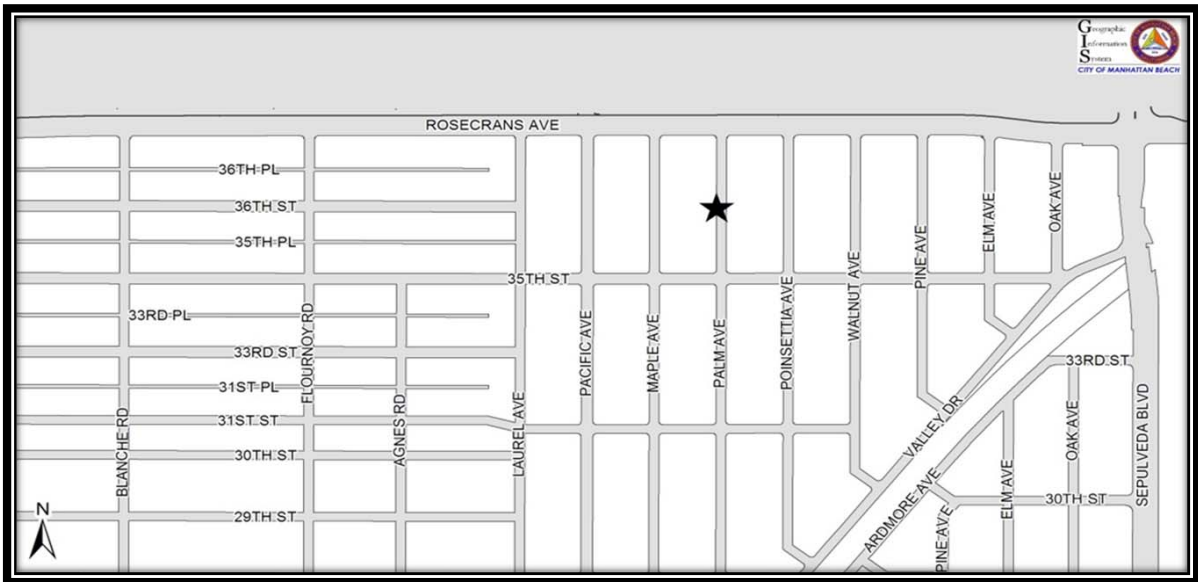 Geographic
Information
Systems
CITY OF MANHATTAN BEACH
ROSECRANS AVE
36TH PL
36TH ST
35TH PL
35TH ST
33RD PL
33RD ST
31ST PL
31ST ST
30TH ST
29TH ST
BLANCHE RD
FLOURNOY RD
AGNES RD
LAUREL AVE
PACIFIC AVE
MAPLE AVE
PALM AVE
POINSETTIA AVE
WALNUT AVE
PINE AVE
ELM AVE
OAK AVE
VALLEY DR
ARDMORE AVE
33RD ST
OAK AVE
ELM AVE
30TH ST
PINE AVE
SEPULVEDA BLVD
N